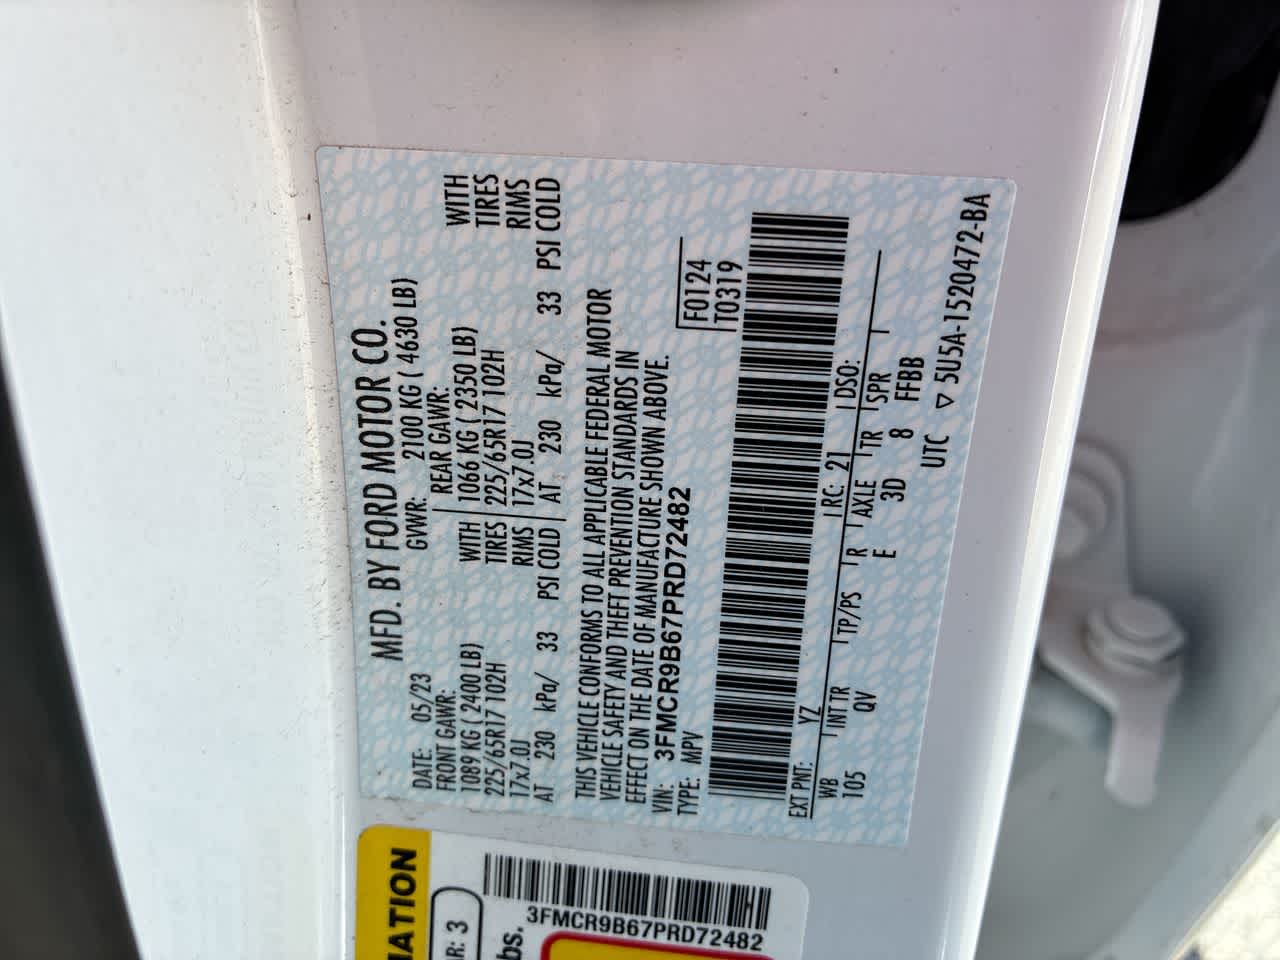 MFD. BY FORD MOTOR CO.
DATE: 05/23 GVWR: 2100 KG ( 4630 LB)
FRONT GAWR: REAR GAWR:
1089 KG ( 2400 LB) WITH 1066 KG ( 2350 LB) WITH
225/65R17 102H TIRES 225/65R17 102H TIRES
17x7.0J RIMS 17x7.0J RIMS
AT 230 kPa/ 33 PSI COLD AT 230 kPa/ 33 PSI COLD
THIS VEHICLE CONFORMS TO ALL APPLICABLE FEDERAL MOTOR
VEHICLE SAFETY AND THEFT PREVENTION STANDARDS IN
EFFECT ON THE DATE OF MANUFACTURE SHOWN ABOVE.
VIN: 3FMCR9B67PRD72482
TYPE: MPV
F0124
T0319
EXT PNT: YZ RC: 21 DSO:
WB INT TR TP/PS R AXLE TR SPR
105 QV E 3D 8 FFBB
UTC ▽ 5U5A-1520472-BA
3FMCR9B67PRD72482